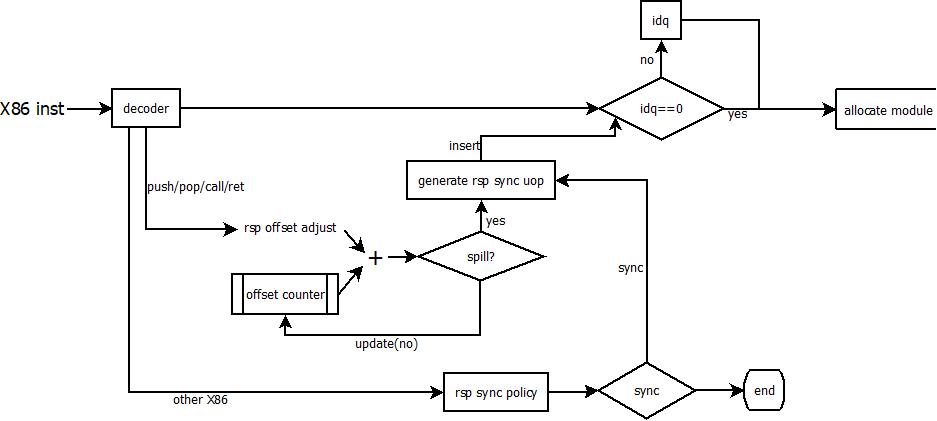 idq
no
X86 inst
decoder
idq==0
yes
allocate module
insert
generate rsp sync uop
push/pop/call/ret
yes
rsp offset adjust
+
spill?
sync
offset counter
update(no)
rsp sync policy
sync
end
other X86